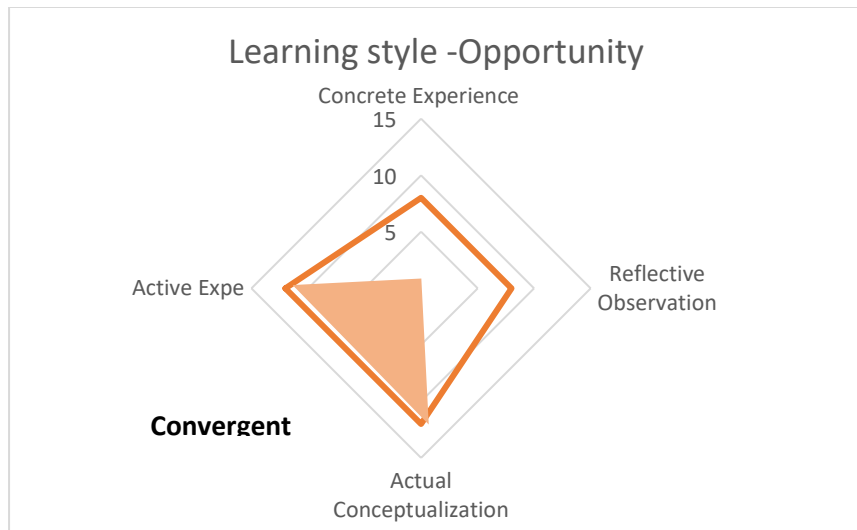 Learning style -Opportunity
Concrete Experience
15
10
5
Active Expe
Reflective
Observation
Convergent
Actual
Conceptualization